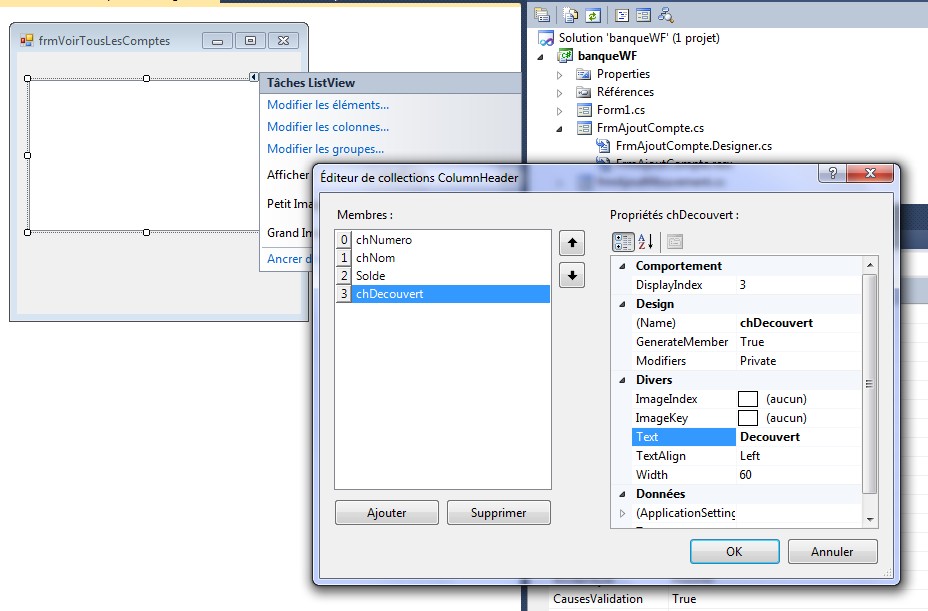 frmVoirTousLesComptes
Tâches ListView
Modifier les éléments...
Modifier les colonnes...
Modifier les groupes...
Afficher
Petit Ima
Grand Im
Ancrer d
Solution 'banqueWF' (1 projet)
banqueWF
Properties
Références
Form1.cs
FrmAjoutCompte.cs
FrmAjoutCompte.Designer.cs
FrmAjoutCompte.resx
Éditeur de collections ColumnHeader
Membres :
0 chNumero
1 chNom
2 Solde
3 chDecouvert
Ajouter
Supprimer
Propriétés chDecouvert :
Comportement
DisplayIndex 3
Design
(Name) chDecouvert
GenerateMember True
Modifiers Private
Divers
ImageIndex (aucun)
ImageKey (aucun)
Text Decouvert
TextAlign Left
Width 60
Données
(ApplicationSetting
OK
Annuler
CausesValidation True